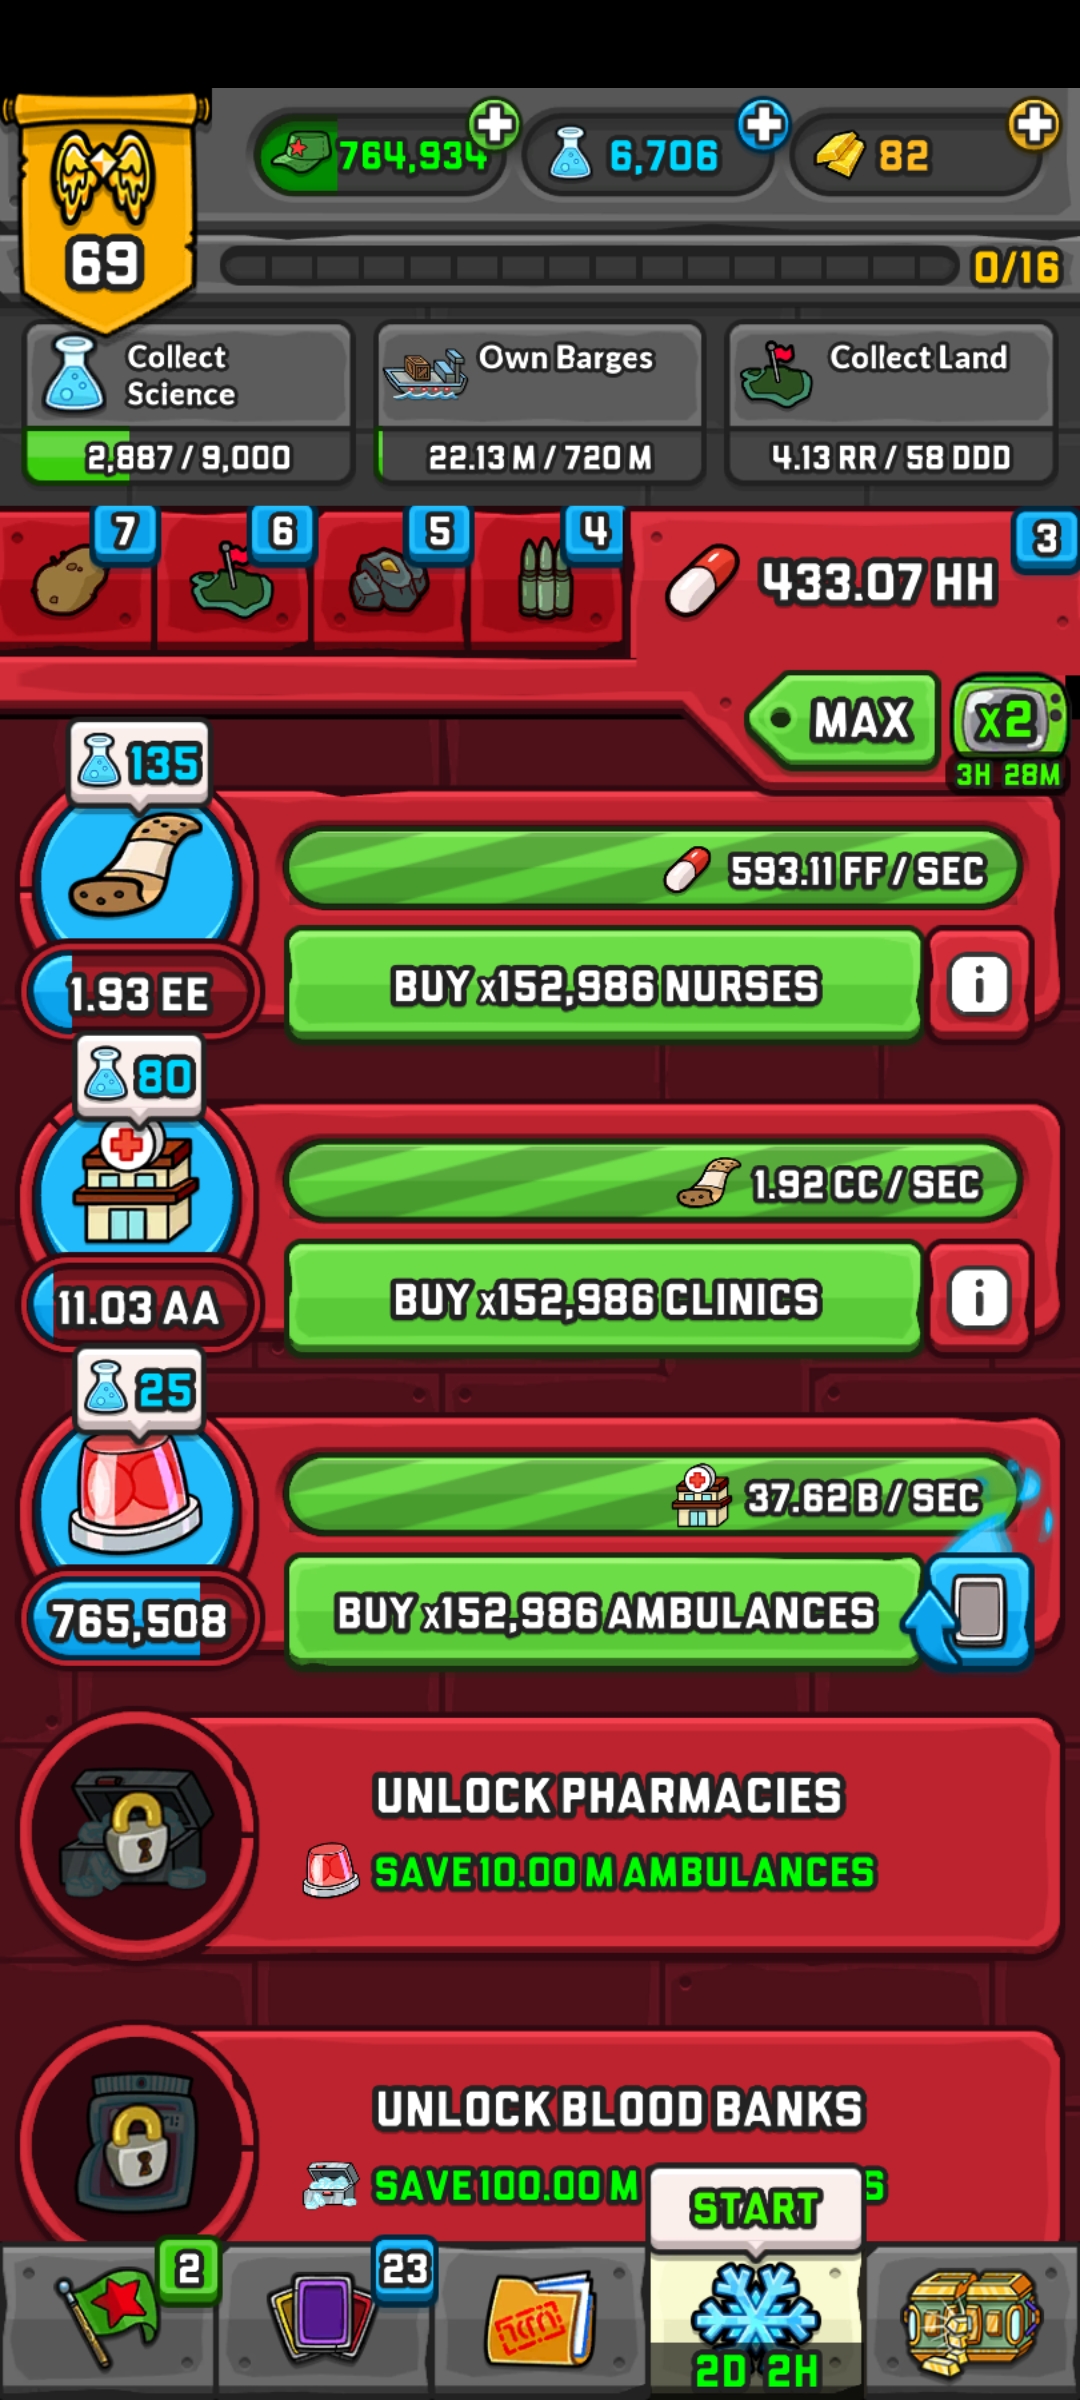 764,934
6,706
82
69
0/16
Collect
Science
2,887 / 9,000
Own Barges
22.13 M / 720 M
Collect Land
4.13 RR / 58 DDD
7
6
5
4
433.07 HH
3
MAX
x2
3H 28M
135
593.11 FF / SEC
1.93 EE
BUY x152,986 NURSES
i
80
1.92 CC / SEC
11.03 AA
BUY x152,986 CLINICS
i
25
37.62 B / SEC
765,508
BUY x152,986 AMBULANCES
UNLOCK PHARMACIES
SAVE 10.00 M AMBULANCES
UNLOCK BLOOD BANKS
SAVE 100.00 M
START
2
23
2D 2H